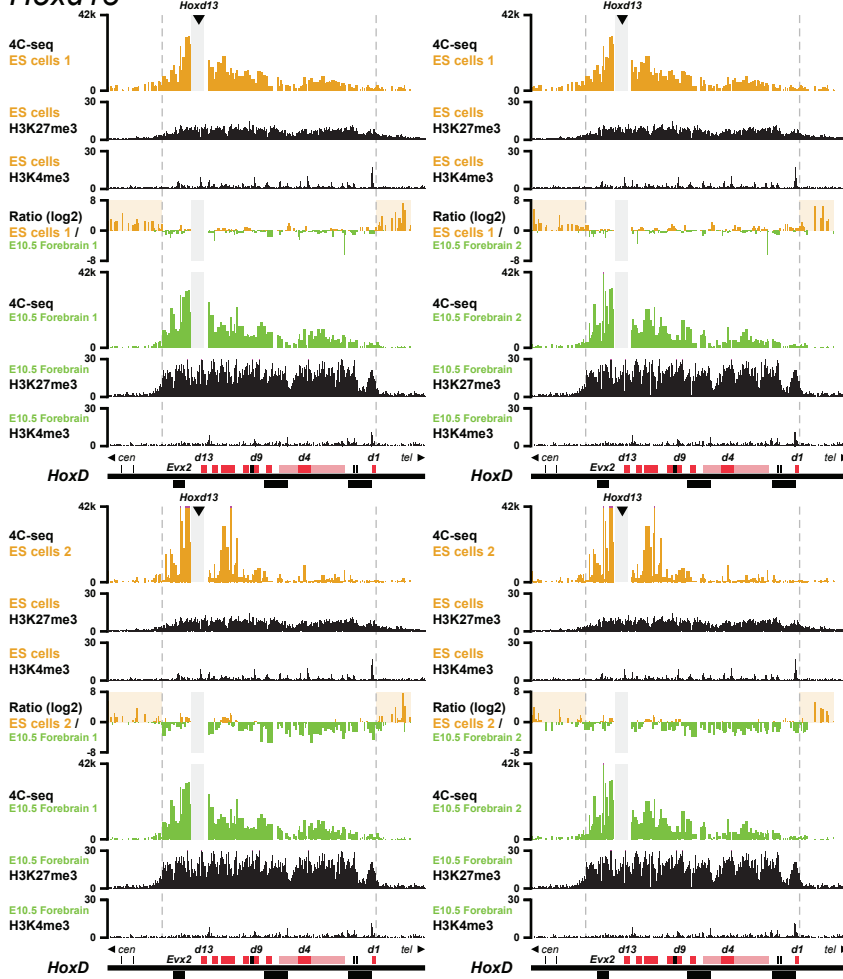 Hoxd13
Hoxd13
42k
4C-seq
ES cells 1
0
30
ES cells
H3K27me3
0
30
ES cells
H3K4me3
0
8
Ratio (log2)
ES cells 1 /
0
E10.5 Forebrain 1
-8
42k
4C-seq
E10.5 Forebrain 1
0
30
E10.5 Forebrain
H3K27me3
0
30
E10.5 Forebrain
H3K4me3
0
cen Evx2 d13 d9 d4 d1 tel
HoxD
Hoxd13
42k
4C-seq
ES cells 1
0
30
ES cells
H3K27me3
0
30
ES cells
H3K4me3
0
8
Ratio (log2)
ES cells 1 /
0
E10.5 Forebrain 2
-8
42k
4C-seq
E10.5 Forebrain 2
0
30
E10.5 Forebrain
H3K27me3
0
30
E10.5 Forebrain
H3K4me3
0
cen Evx2 d13 d9 d4 d1 tel
HoxD
Hoxd13
42k
4C-seq
ES cells 2
0
30
ES cells
H3K27me3
0
30
ES cells
H3K4me3
0
8
Ratio (log2)
ES cells 2 /
0
E10.5 Forebrain 1
-8
42k
4C-seq
E10.5 Forebrain 1
0
30
E10.5 Forebrain
H3K27me3
0
30
E10.5 Forebrain
H3K4me3
0
cen Evx2 d13 d9 d4 d1 tel
HoxD
Hoxd13
42k
4C-seq
ES cells 2
0
30
ES cells
H3K27me3
0
30
ES cells
H3K4me3
0
8
Ratio (log2)
ES cells 2 /
0
E10.5 Forebrain 2
-8
42k
4C-seq
E10.5 Forebrain 2
0
30
E10.5 Forebrain
H3K27me3
0
30
E10.5 Forebrain
H3K4me3
0
cen Evx2 d13 d9 d4 d1 tel
HoxD